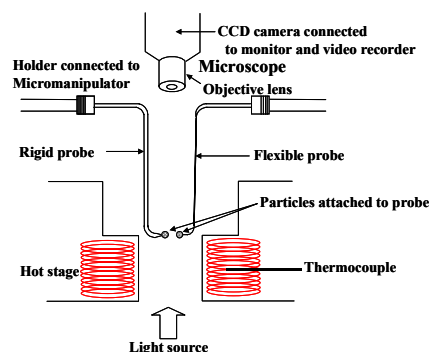 CCD camera connected
to monitor and video recorder
Holder connected to
Micromanipulator
Microscope
Objective lens
Rigid probe
Flexible probe
Particles attached to probe
Hot stage
Thermocouple
Light source